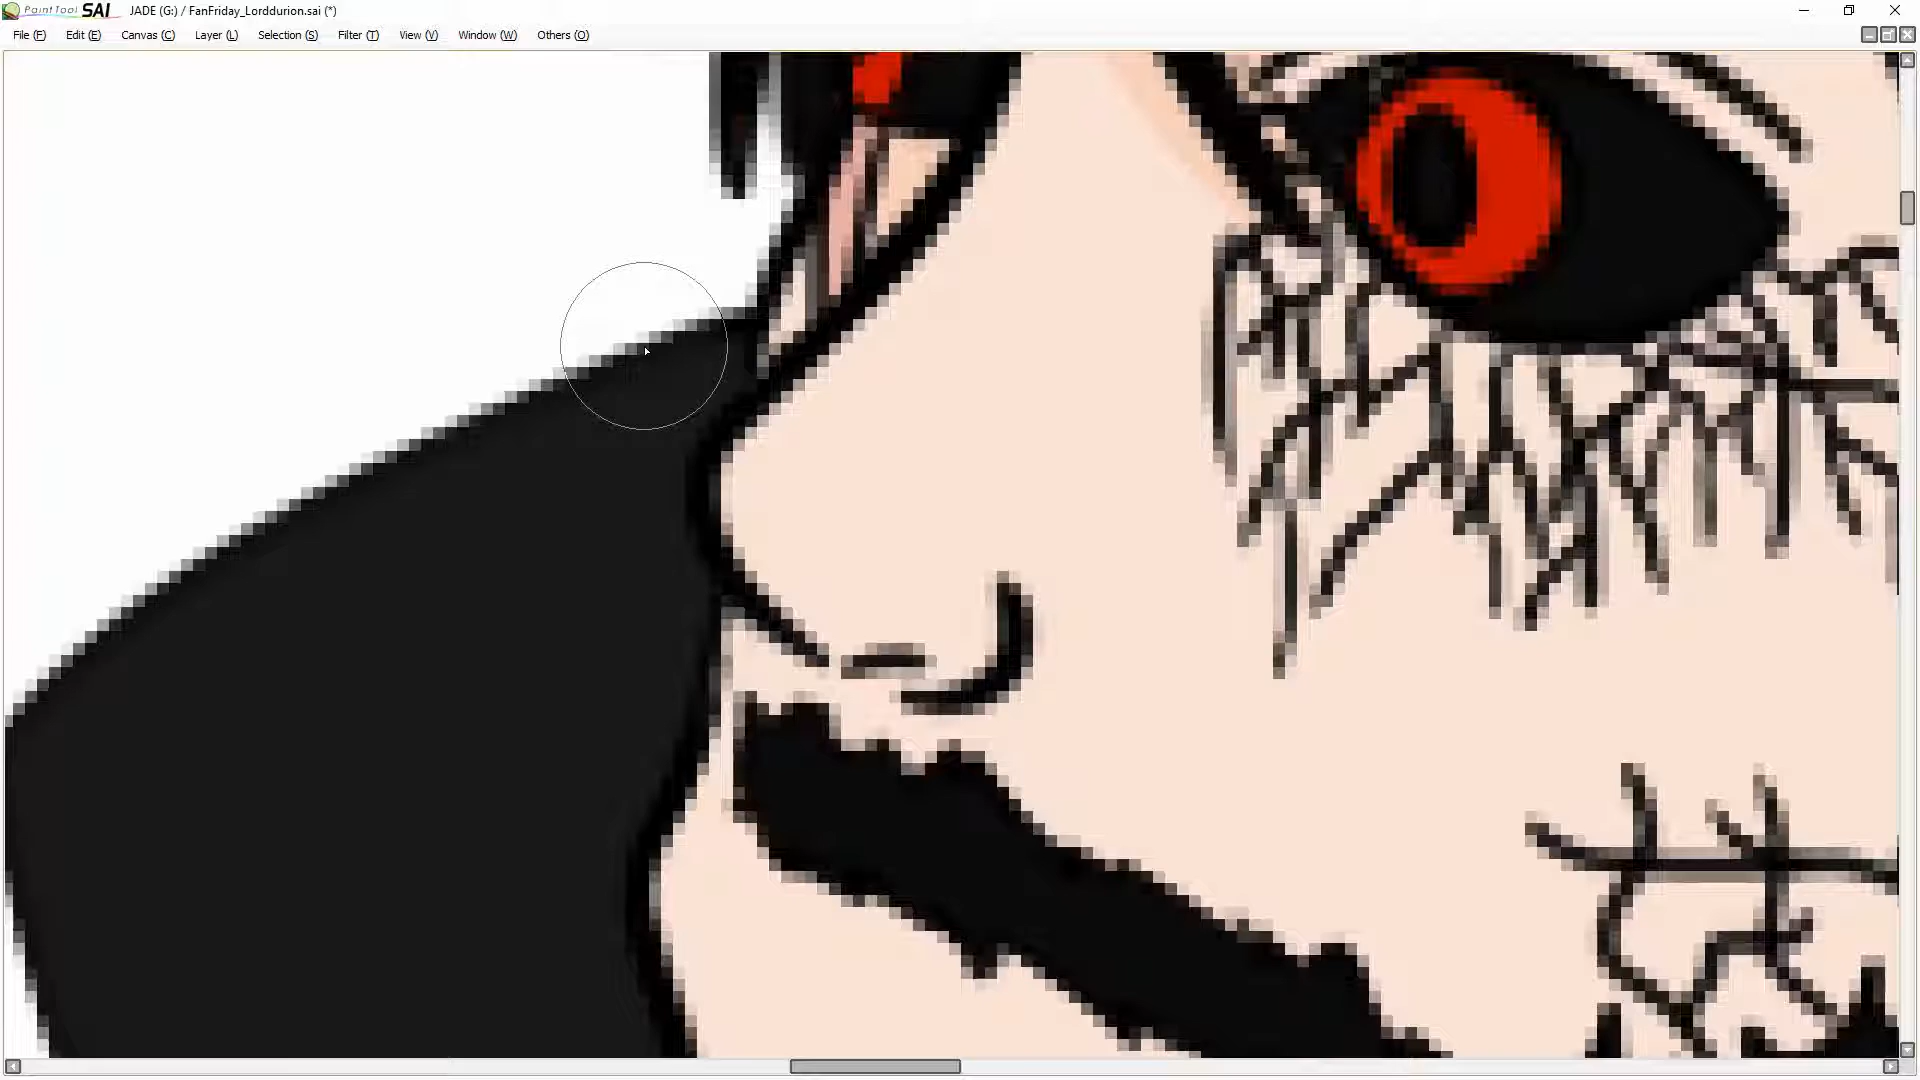 PaintTool SAI JADE (G:) / FanFriday_Lorddurion.sai (*)
File (F) Edit (E) Canvas (C) Layer (L) Selection (S) Filter (T) View (V) Window (W) Others (O)